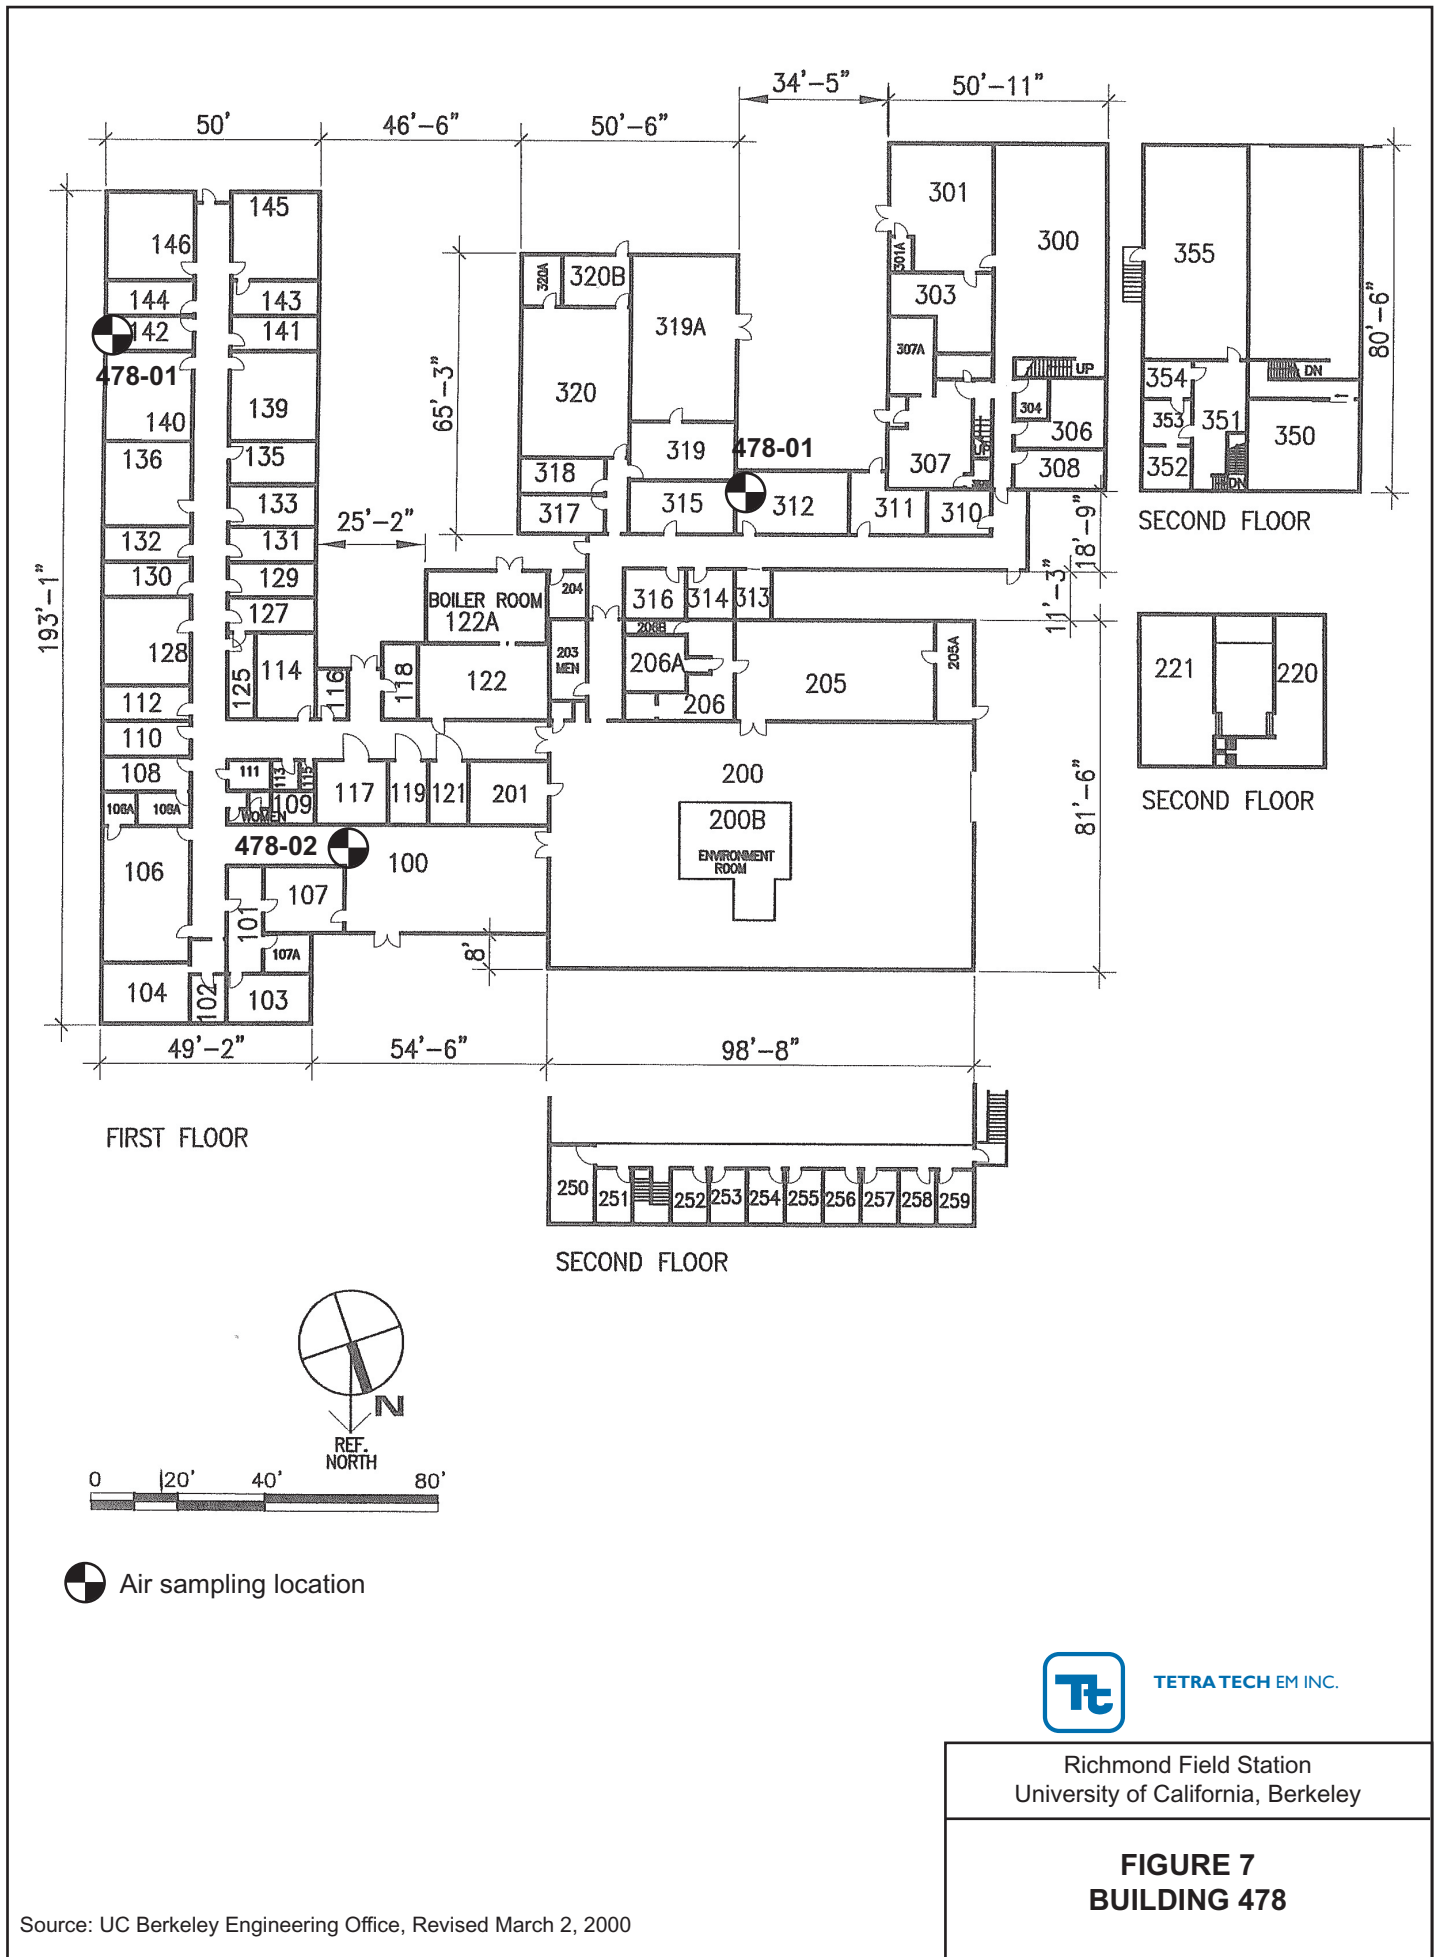 34'-5"
50'-11"
50'
46'-6"
50'-6"
145
146
301
300
301A
355
320A
320B
303
144
143
142
141
319A
307A
80'-6"
478-01
UP
DN
65'-3"
320
354
140
139
304
353
351
350
306
136
135
319
478-01
UP
307
308
352
DN
318
133
317
315
312
311
310
SECOND FLOOR
25'-2"
18'-9"
132
131
130
129
204
BOILER ROOM
122A
316
314
313
11'-3"
193'-1"
127
206B
128
114
203
MEN
206A
205A
221
220
125
116
118
122
205
112
206
110
108
111
113
115
117
119
121
201
200
SECOND FLOOR
81'-6"
108A
109
WOMEN
200B
ENVIRONMENT
ROOM
478-02
100
106
107
101
107A
8'
104
102
103
49'-2"
54'-6"
98'-8"
FIRST FLOOR
250
251
252
253
254
255
256
257
258
259
SECOND FLOOR
N
REF.
NORTH
0
20'
40'
80'
Air sampling location
Tt
TETRA TECH EM INC.
Richmond Field Station
University of California, Berkeley
FIGURE 7
BUILDING 478
Source: UC Berkeley Engineering Office, Revised March 2, 2000